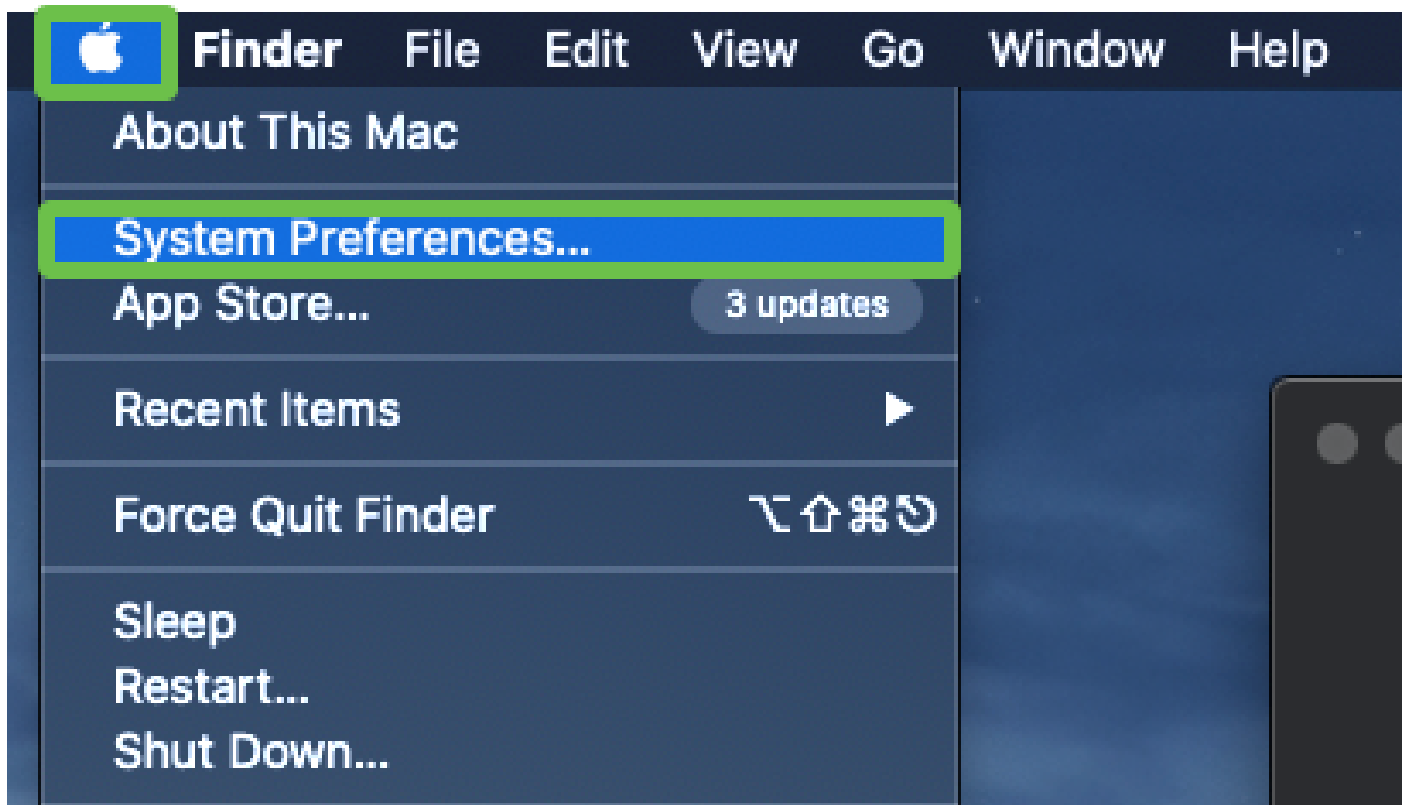 Finder File Edit View Go Window Help
About This Mac
System Preferences...
App Store... 3 updates
Recent Items
Force Quit Finder ⌥⇧⌘⎋
Sleep
Restart...
Shut Down...